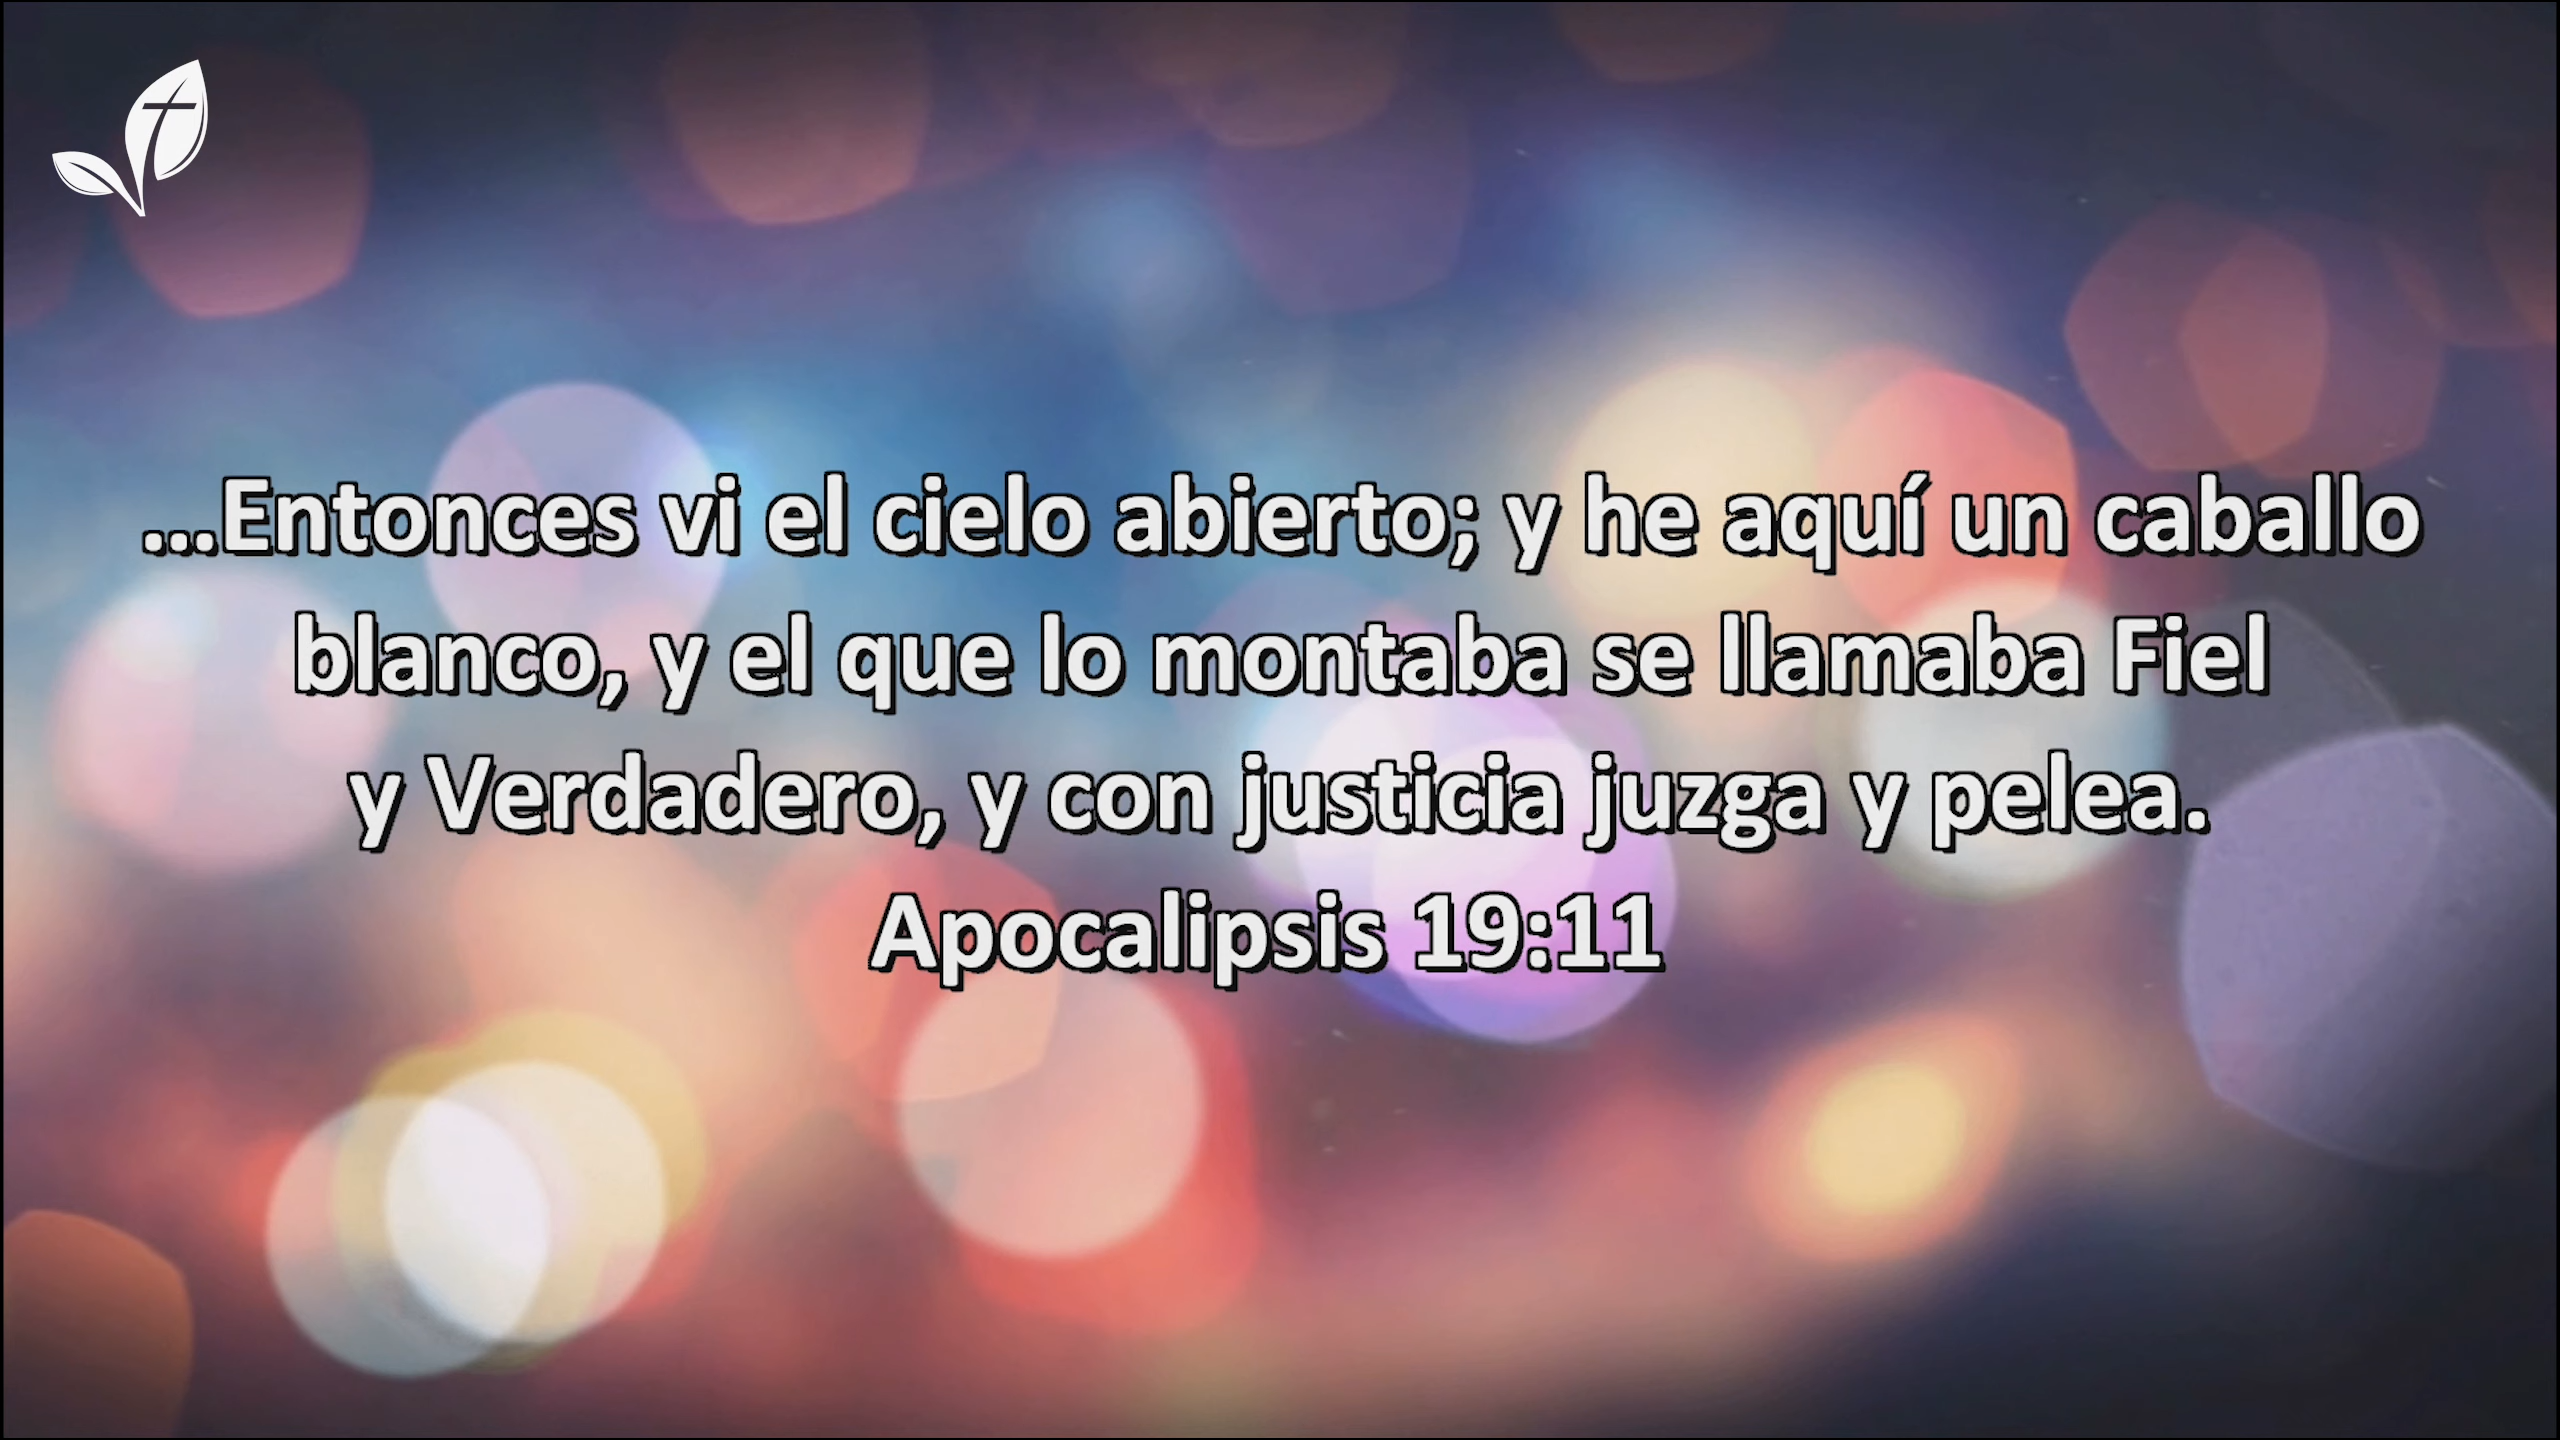 ...Entonces vi el cielo abierto; y he aquí un caballo
blanco, y el que lo montaba se llamaba Fiel
y Verdadero, y con justicia juzga y pelea.
Apocalipsis 19:11